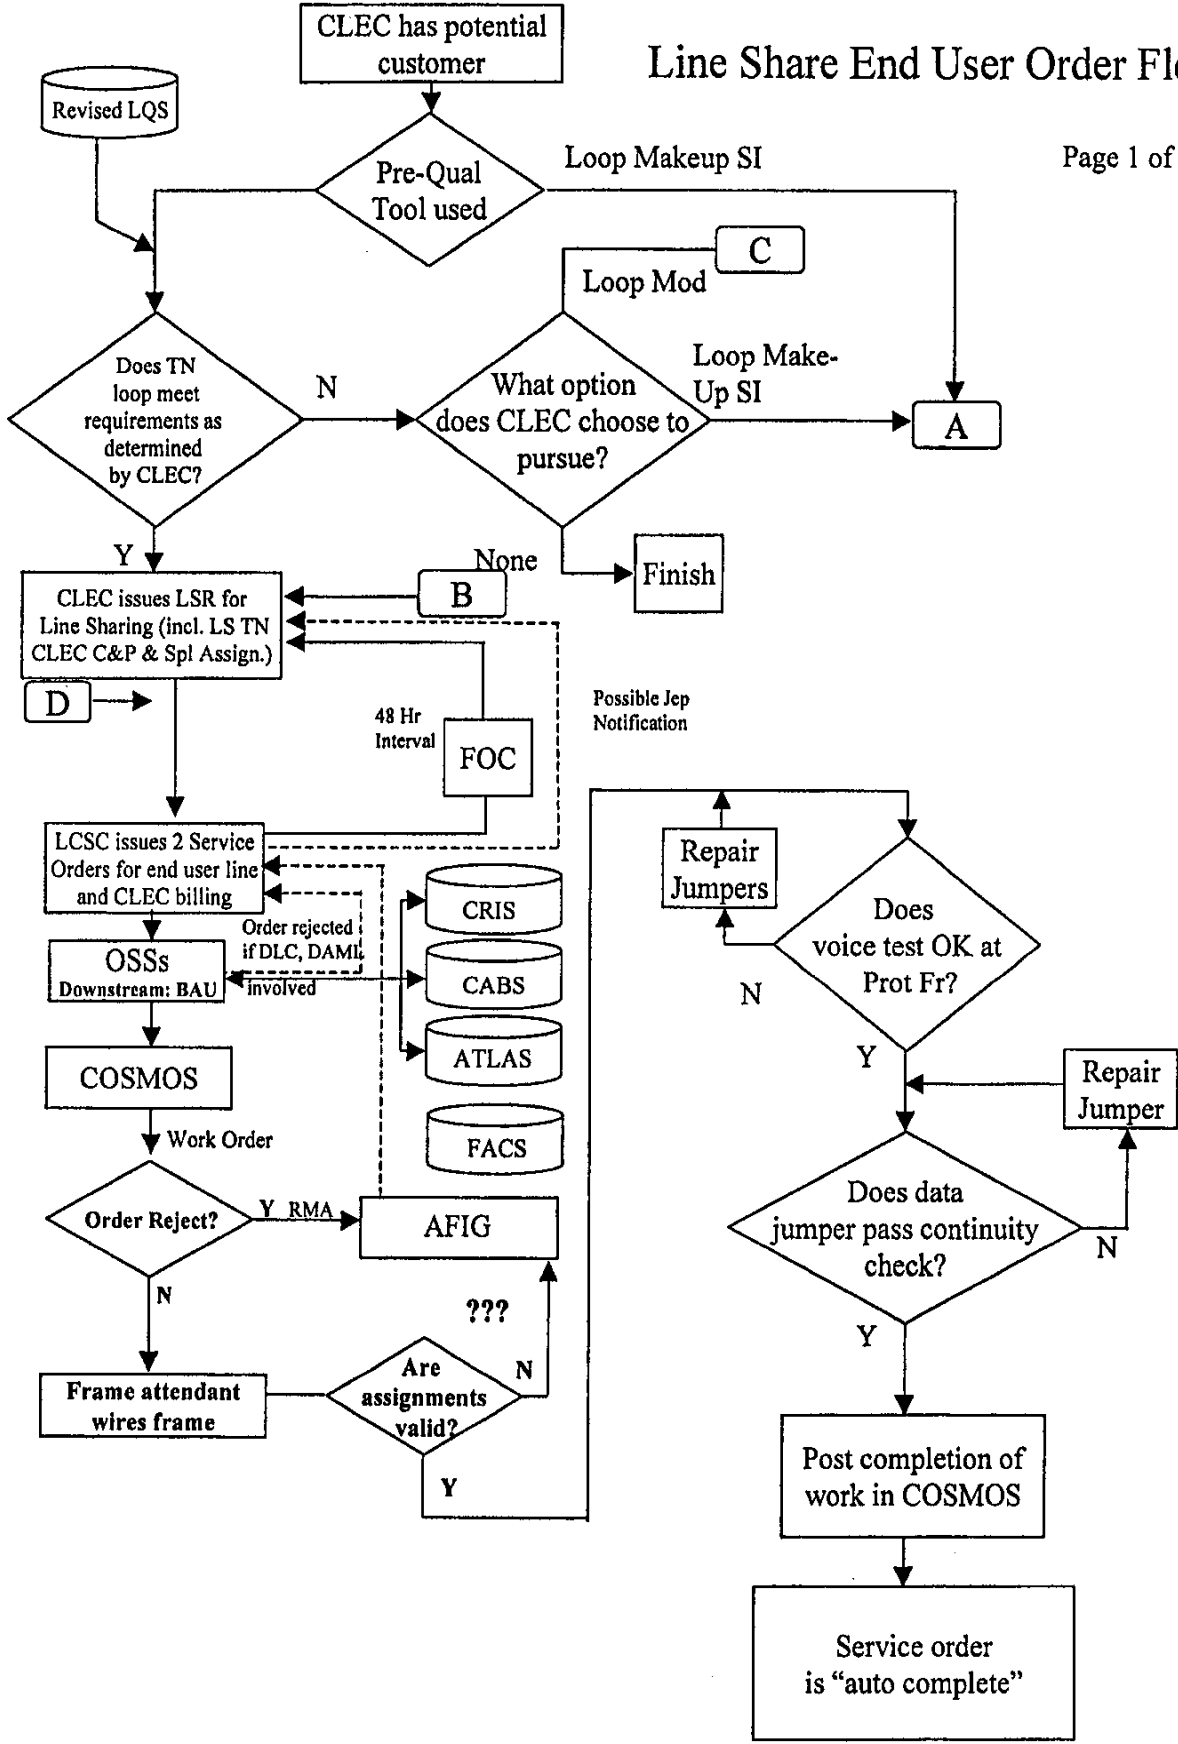 CLEC has potential
customer
Line Share End User Order Fl
Page 1 of
Revised LQS
Pre-Qual
Tool used
Loop Makeup SI
C
Loop Mod
Does TN
loop meet
requirements as
determined
by CLEC?
N
What option
does CLEC choose to
pursue?
Loop Make-
Up SI
A
Y
None
Finish
B
CLEC issues LSR for
Line Sharing (incl. LS TN
CLEC C&P & Spl Assign.)
D
48 Hr
Interval
FOC
Possible Jep
Notification
LCSC issues 2 Service
Orders for end user line
and CLEC billing
Order rejected
if DLC, DAML
involved
OSSs
Downstream: BAU
CRIS
CABS
ATLAS
FACS
COSMOS
Work Order
Order Reject?
Y RMA
AFIG
N
???
Frame attendant
wires frame
Are
assignments
valid?
N
Y
Repair
Jumpers
Does
voice test OK at
Prot Fr?
N
Y
Repair
Jumper
Does data
jumper pass continuity
check?
N
Y
Post completion of
work in COSMOS
Service order
is “auto complete”